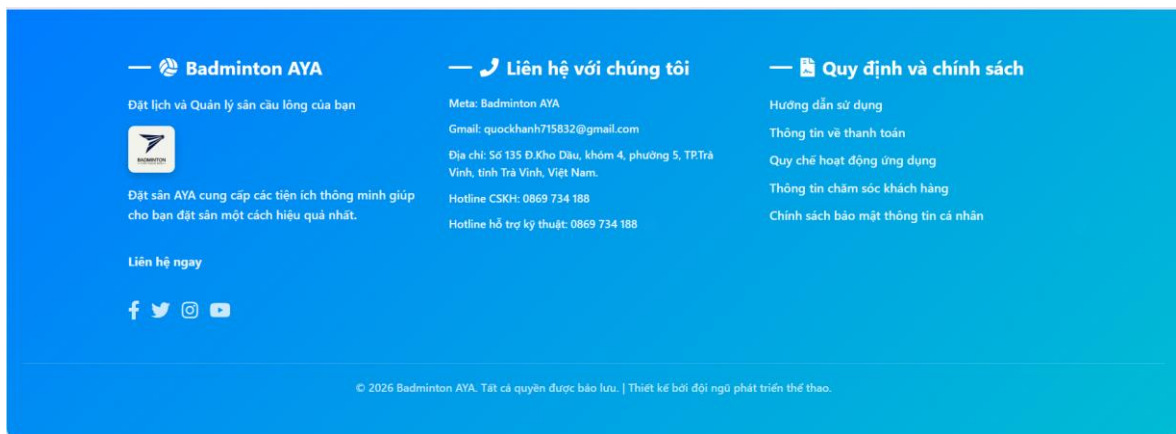 Badminton AYA
Đặt lịch và Quản lý sân cầu lông của bạn
BADMINTON
Đặt sân AYA cung cấp các tiện ích thông minh giúp
cho bạn đặt sân một cách hiệu quả nhất.
Liên hệ ngay
Liên hệ với chúng tôi
Meta: Badminton AYA
Gmail: quockhanh715832@gmail.com
Địa chỉ: Số 135 Đ.Kho Dầu, khóm 4, phường 5, TP.Trà
Vinh, tỉnh Trà Vinh, Việt Nam.
Hotline CSKH: 0869 734 188
Hotline hỗ trợ kỹ thuật: 0869 734 188
Quy định và chính sách
Hướng dẫn sử dụng
Thông tin về thanh toán
Quy chế hoạt động ứng dụng
Thông tin chăm sóc khách hàng
Chính sách bảo mật thông tin cá nhân
© 2026 Badminton AYA. Tất cả quyền được bảo lưu. | Thiết kế bởi đội ngũ phát triển thể thao.